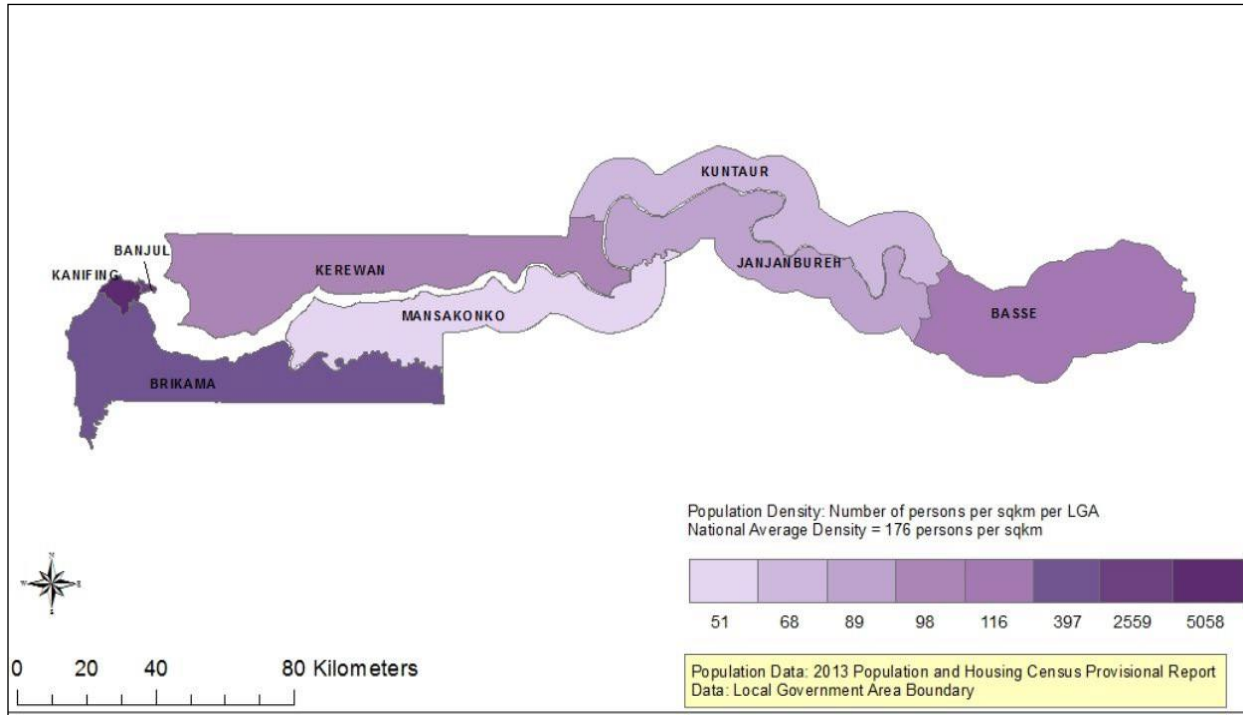 KUNTAUR
BANJUL
KANIFING
KEREWAN
JANJANBUREH
MANSAKONKO
BASSE
BRIKAMA
Population Density: Number of persons per sqkm per LGA
National Average Density = 176 persons per sqkm
51 68 89 98 116 397 2559 5058
N
W E
S
0 20 40 80 Kilometers
Population Data: 2013 Population and Housing Census Provisional Report
Data: Local Government Area Boundary